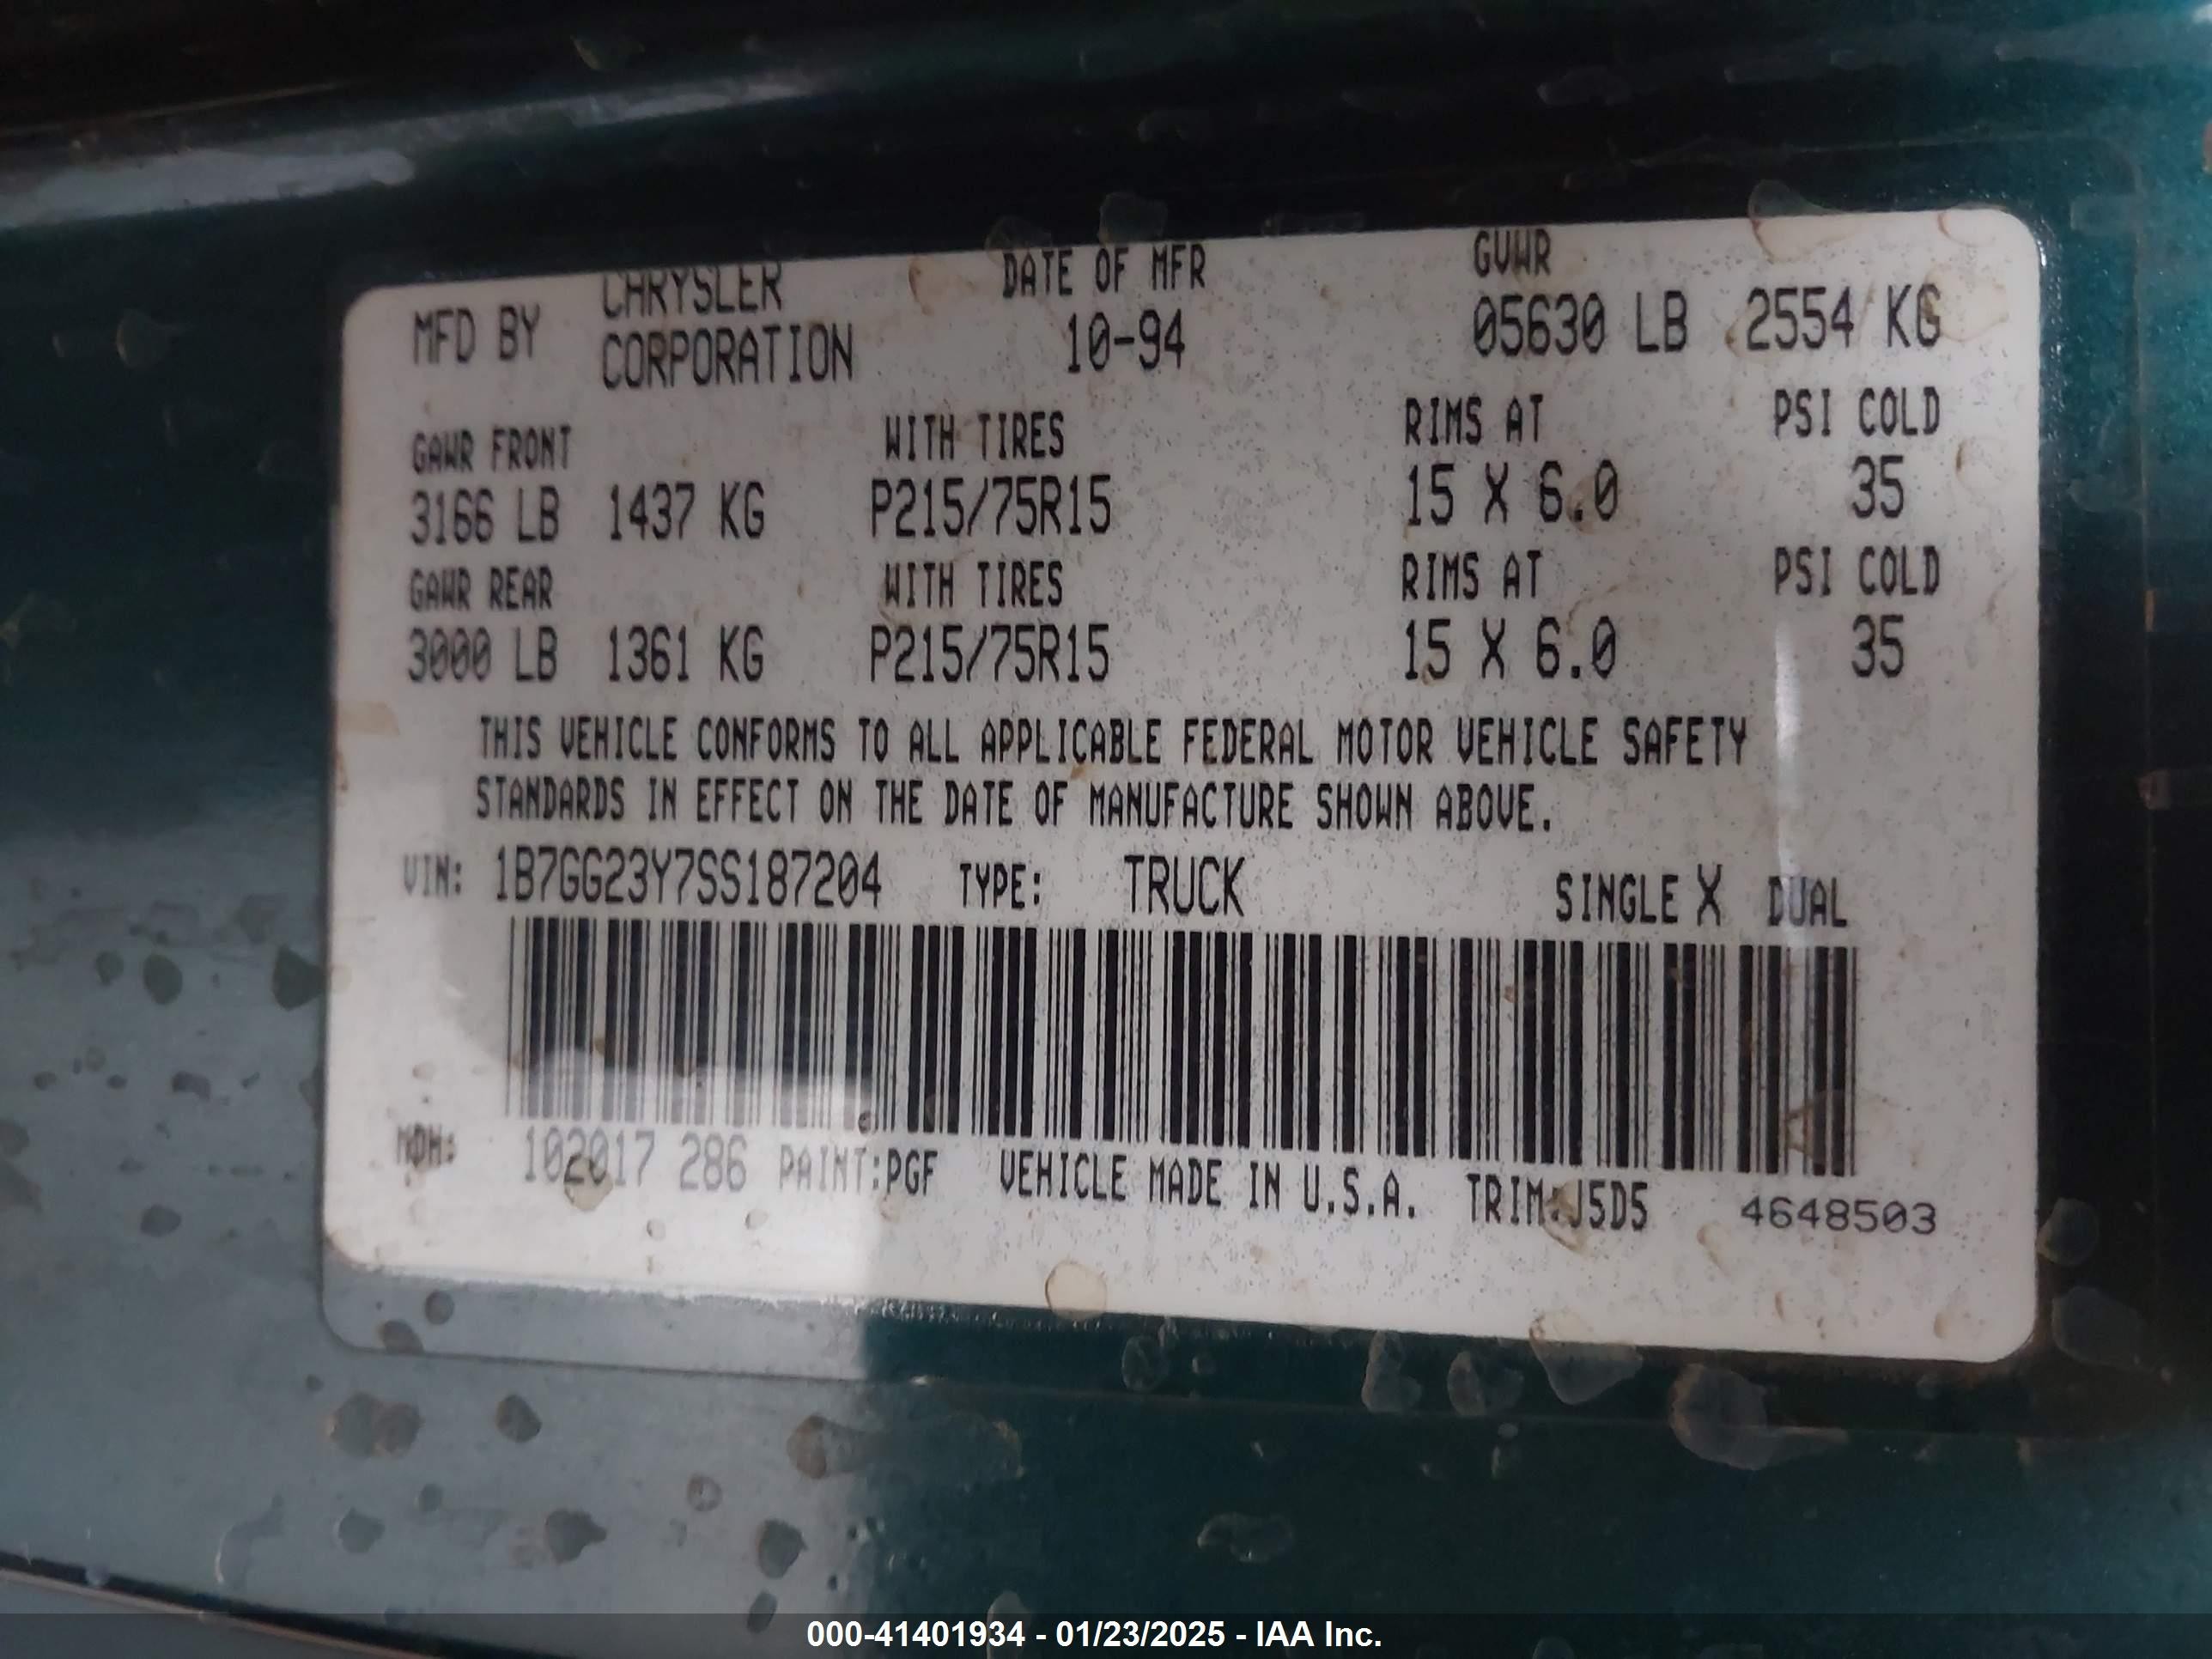 MFD BY CHRYSLER CORPORATION DATE OF MFR 10-94 GVWR 05630 LB 2554 KG
GAWR FRONT WITH TIRES RIMS AT PSI COLD
3166 LB 1437 KG P215/75R15 15 X 6.0 35
GAWR REAR WITH TIRES RIMS AT PSI COLD
3000 LB 1361 KG P215/75R15 15 X 6.0 35
THIS VEHICLE CONFORMS TO ALL APPLICABLE FEDERAL MOTOR VEHICLE SAFETY
STANDARDS IN EFFECT ON THE DATE OF MANUFACTURE SHOWN ABOVE.
VIN: 1B7GG23Y7SS187204 TYPE: TRUCK SINGLE X DUAL
MDH: 102017 286 PAINT:PGF VEHICLE MADE IN U.S.A. TRIM:J5D5 4648503
000-41401934 - 01/23/2025 - IAA Inc.